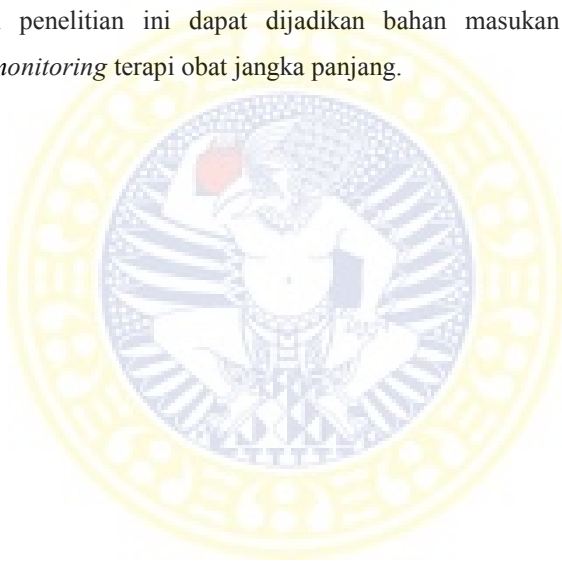 penelitian ini dapat dijadikan bahan masukan
monitoring terapi obat jangka panjang.